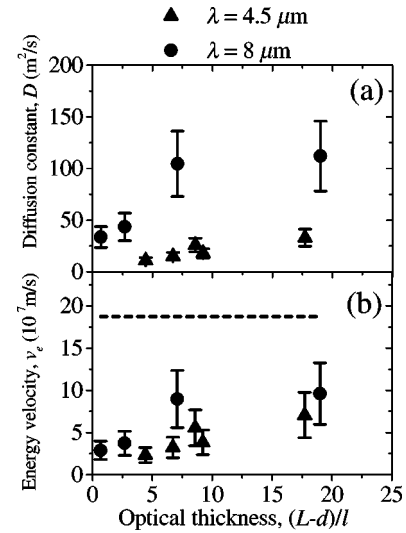 ▲ λ = 4.5 μm
● λ = 8 μm
Diffusion constant, D (m²/s)
200
150
100
50
0
(a)
Energy velocity, vₑ (10⁷m/s)
20
15
10
5
0
(b)
0 5 10 15 20 25
Optical thickness, (L-d)/l